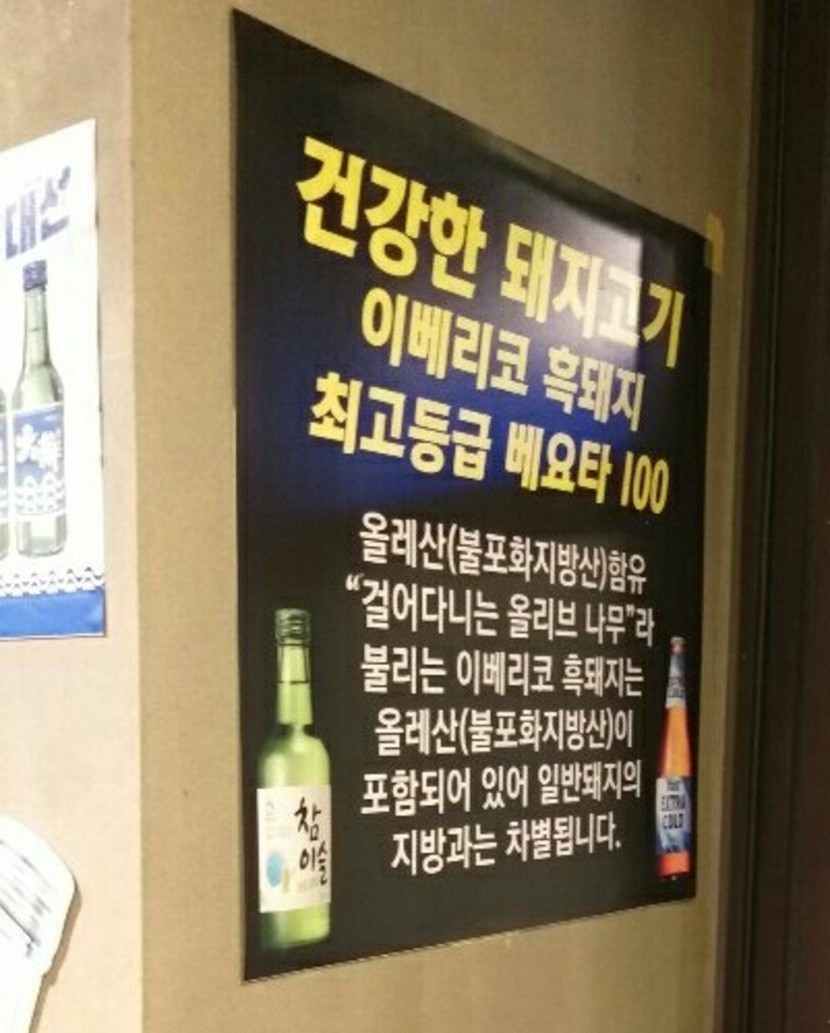 대선
건강한 돼지고기
이베리코 흑돼지
최고등급 베요타 100
올레산(불포화지방산)함유
“걸어다니는 올리브 나무”라
불리는 이베리코 흑돼지는
올레산(불포화지방산)이
포함되어 있어 일반돼지의
지방과는 차별됩니다.
참
이슬
EXTRA
COLD